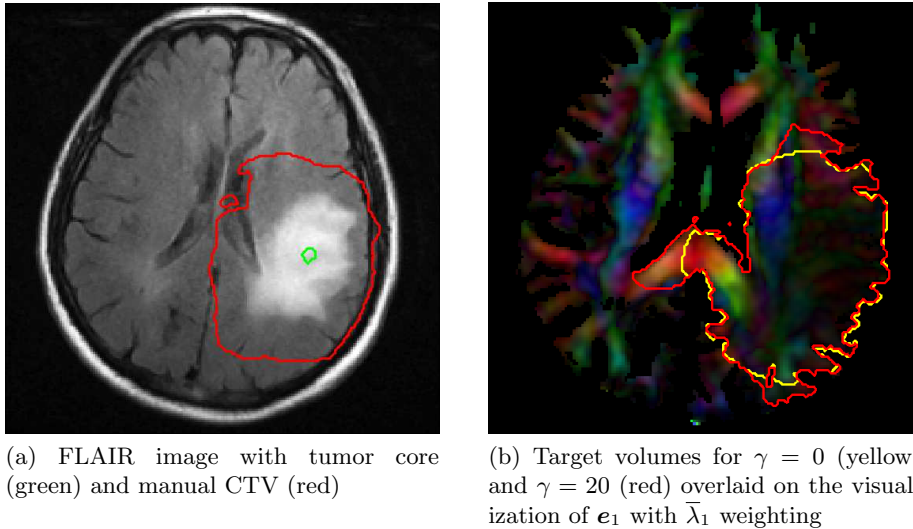 (a) FLAIR image with tumor core
(green) and manual CTV (red)
(b) Target volumes for γ = 0 (yellow
and γ = 20 (red) overlaid on the visual
ization of e₁ with λ̅₁ weighting